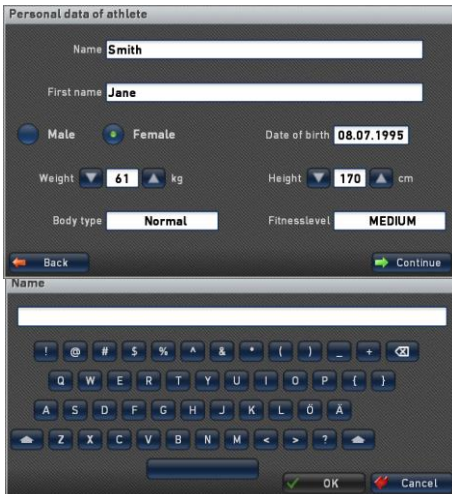 Personal data of athlete
Name Smith
First name Jane
Male Female Date of birth 08.07.1995
Weight 61 kg Height 170 cm
Body type Normal Fitnesslevel MEDIUM
Back Continue
Name
! @ # $ % ^ & * ( ) _ +
Q W E R T Y U I O P { }
A S D F G H J K L Ö Ä
Z X C V B N M < > ?
OK Cancel